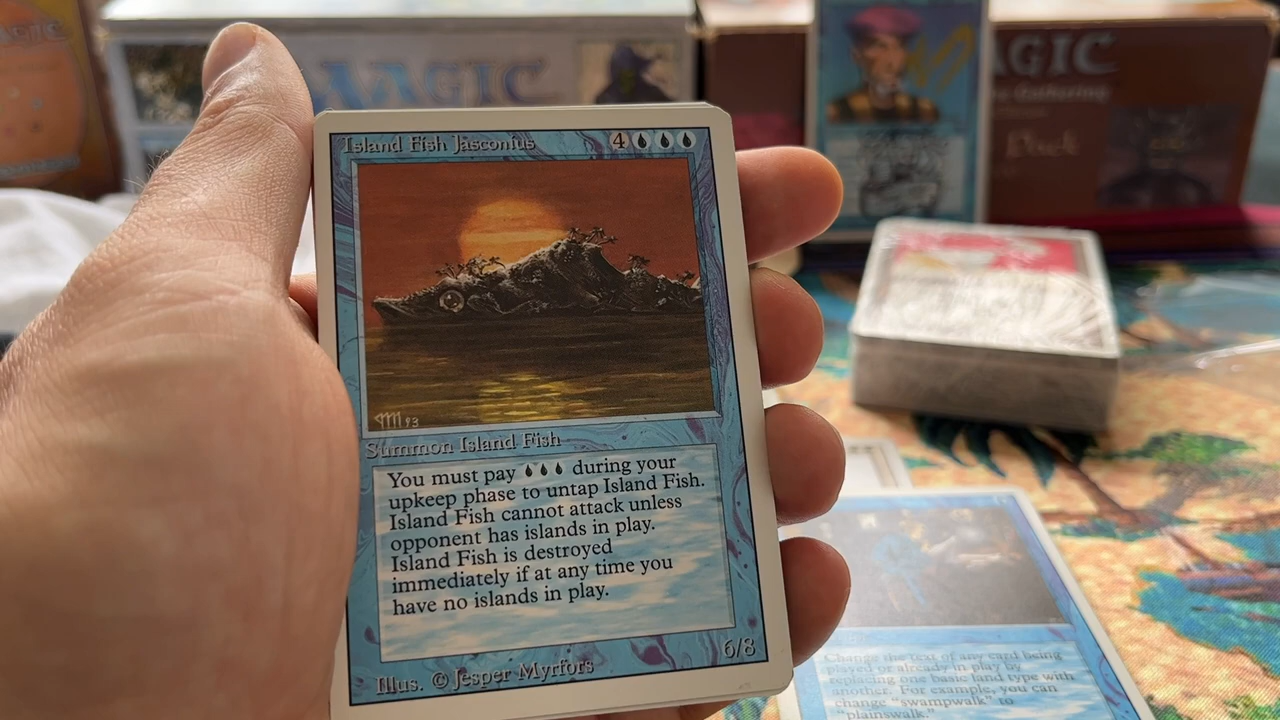 MAGIC
MAGIC
AGIC
Gathering
Deck
Island Fish Jasconius
4
93
Summon Island Fish
You must pay during your
upkeep phase to untap Island Fish.
Island Fish cannot attack unless
opponent has islands in play.
Island Fish is destroyed
immediately if at any time you
have no islands in play.
6/8
Illus. © Jesper Myrfors
Change the text of any card being
played or already in play by
replacing one basic land type with
another. For example, you can
change "swampwalk" to
"plainswalk."